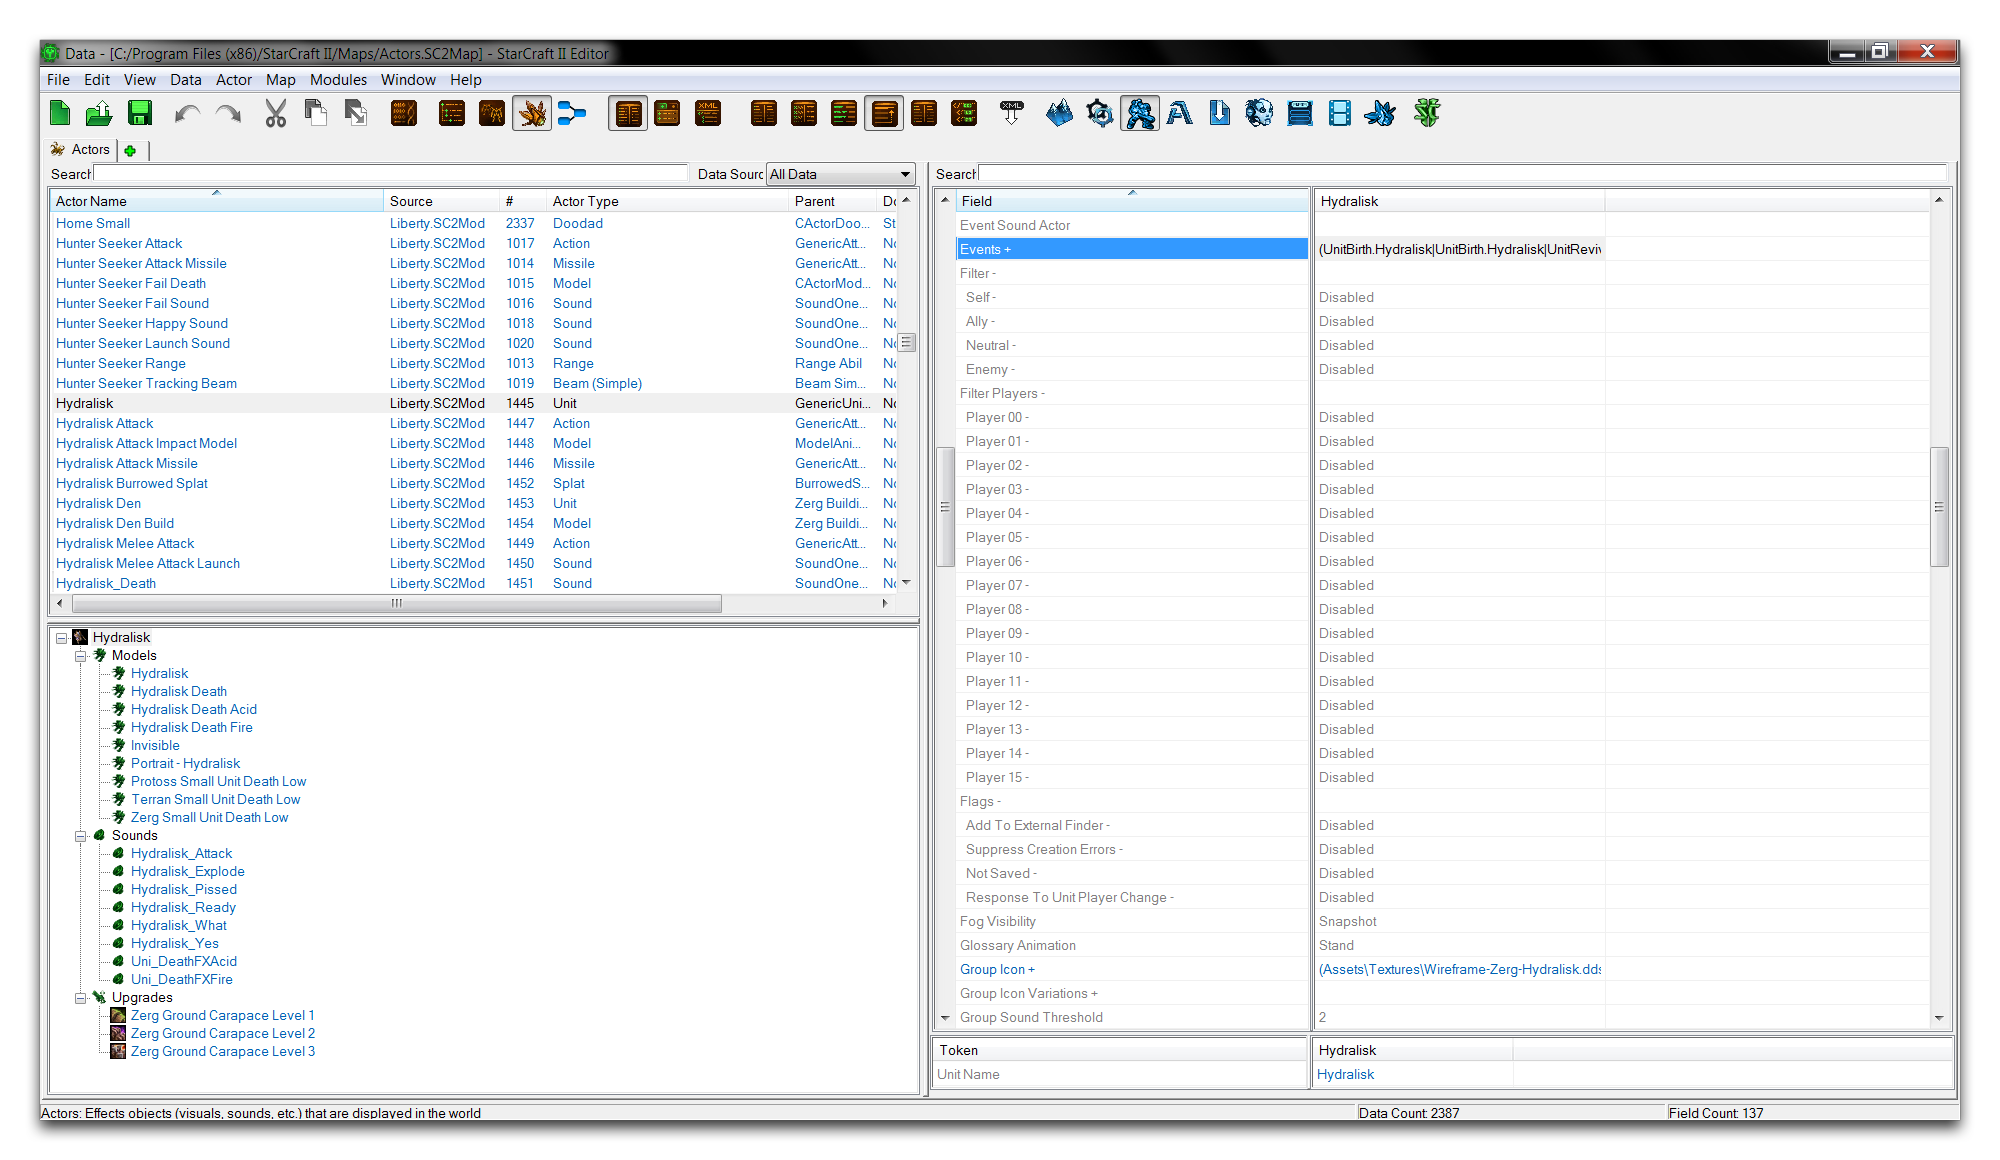 Data - [C:/Program Files (x86)/StarCraft II/Maps/Actors.SC2Map] - StarCraft II Editor
File Edit View Data Actor Map Modules Window Help
Actors
Search Data Sourc All Data
Actor Name Source # Actor Type Parent
Home Small Liberty.SC2Mod 2337 Doodad CActorDoo... St
Hunter Seeker Attack Liberty.SC2Mod 1017 Action GenericAtt... No
Hunter Seeker Attack Missile Liberty.SC2Mod 1014 Missile GenericAtt... No
Hunter Seeker Fail Death Liberty.SC2Mod 1015 Model CActorMod... No
Hunter Seeker Fail Sound Liberty.SC2Mod 1016 Sound SoundOne... No
Hunter Seeker Happy Sound Liberty.SC2Mod 1018 Sound SoundOne... No
Hunter Seeker Launch Sound Liberty.SC2Mod 1020 Sound SoundOne... No
Hunter Seeker Range Liberty.SC2Mod 1013 Range Range Abil No
Hunter Seeker Tracking Beam Liberty.SC2Mod 1019 Beam (Simple) Beam Sim... No
Hydralisk Liberty.SC2Mod 1445 Unit GenericUni... No
Hydralisk Attack Liberty.SC2Mod 1447 Action GenericAtt... No
Hydralisk Attack Impact Model Liberty.SC2Mod 1448 Model ModelAni... No
Hydralisk Attack Missile Liberty.SC2Mod 1446 Missile GenericAtt... No
Hydralisk Burrowed Splat Liberty.SC2Mod 1452 Splat BurrowedS... No
Hydralisk Den Liberty.SC2Mod 1453 Unit Zerg Buildi... No
Hydralisk Den Build Liberty.SC2Mod 1454 Model Zerg Buildi... No
Hydralisk Melee Attack Liberty.SC2Mod 1449 Action GenericAtt... No
Hydralisk Melee Attack Launch Liberty.SC2Mod 1450 Sound SoundOne... No
Hydralisk_Death Liberty.SC2Mod 1451 Sound SoundOne... No
Hydralisk
Models
Hydralisk
Hydralisk Death
Hydralisk Death Acid
Hydralisk Death Fire
Invisible
Portrait - Hydralisk
Protoss Small Unit Death Low
Terran Small Unit Death Low
Zerg Small Unit Death Low
Sounds
Hydralisk_Attack
Hydralisk_Explode
Hydralisk_Pissed
Hydralisk_Ready
Hydralisk_What
Hydralisk_Yes
Uni_DeathFXAcid
Uni_DeathFXFire
Upgrades
Zerg Ground Carapace Level 1
Zerg Ground Carapace Level 2
Zerg Ground Carapace Level 3
Search
Field Hydralisk
Event Sound Actor
Events + (UnitBirth.Hydralisk|UnitBirth.Hydralisk|UnitReviv
Filter -
Self - Disabled
Ally - Disabled
Neutral - Disabled
Enemy - Disabled
Filter Players -
Player 00 - Disabled
Player 01 - Disabled
Player 02 - Disabled
Player 03 - Disabled
Player 04 - Disabled
Player 05 - Disabled
Player 06 - Disabled
Player 07 - Disabled
Player 08 - Disabled
Player 09 - Disabled
Player 10 - Disabled
Player 11 - Disabled
Player 12 - Disabled
Player 13 - Disabled
Player 14 - Disabled
Player 15 - Disabled
Flags -
Add To External Finder - Disabled
Suppress Creation Errors - Disabled
Not Saved - Disabled
Response To Unit Player Change - Disabled
Fog Visibility Snapshot
Glossary Animation Stand
Group Icon + (Assets\Textures\Wireframe-Zerg-Hydralisk.dds
Group Icon Variations +
Group Sound Threshold 2
Token Hydralisk
Unit Name Hydralisk
Actors: Effects objects (visuals, sounds, etc.) that are displayed in the world Data Count: 2387 Field Count: 137